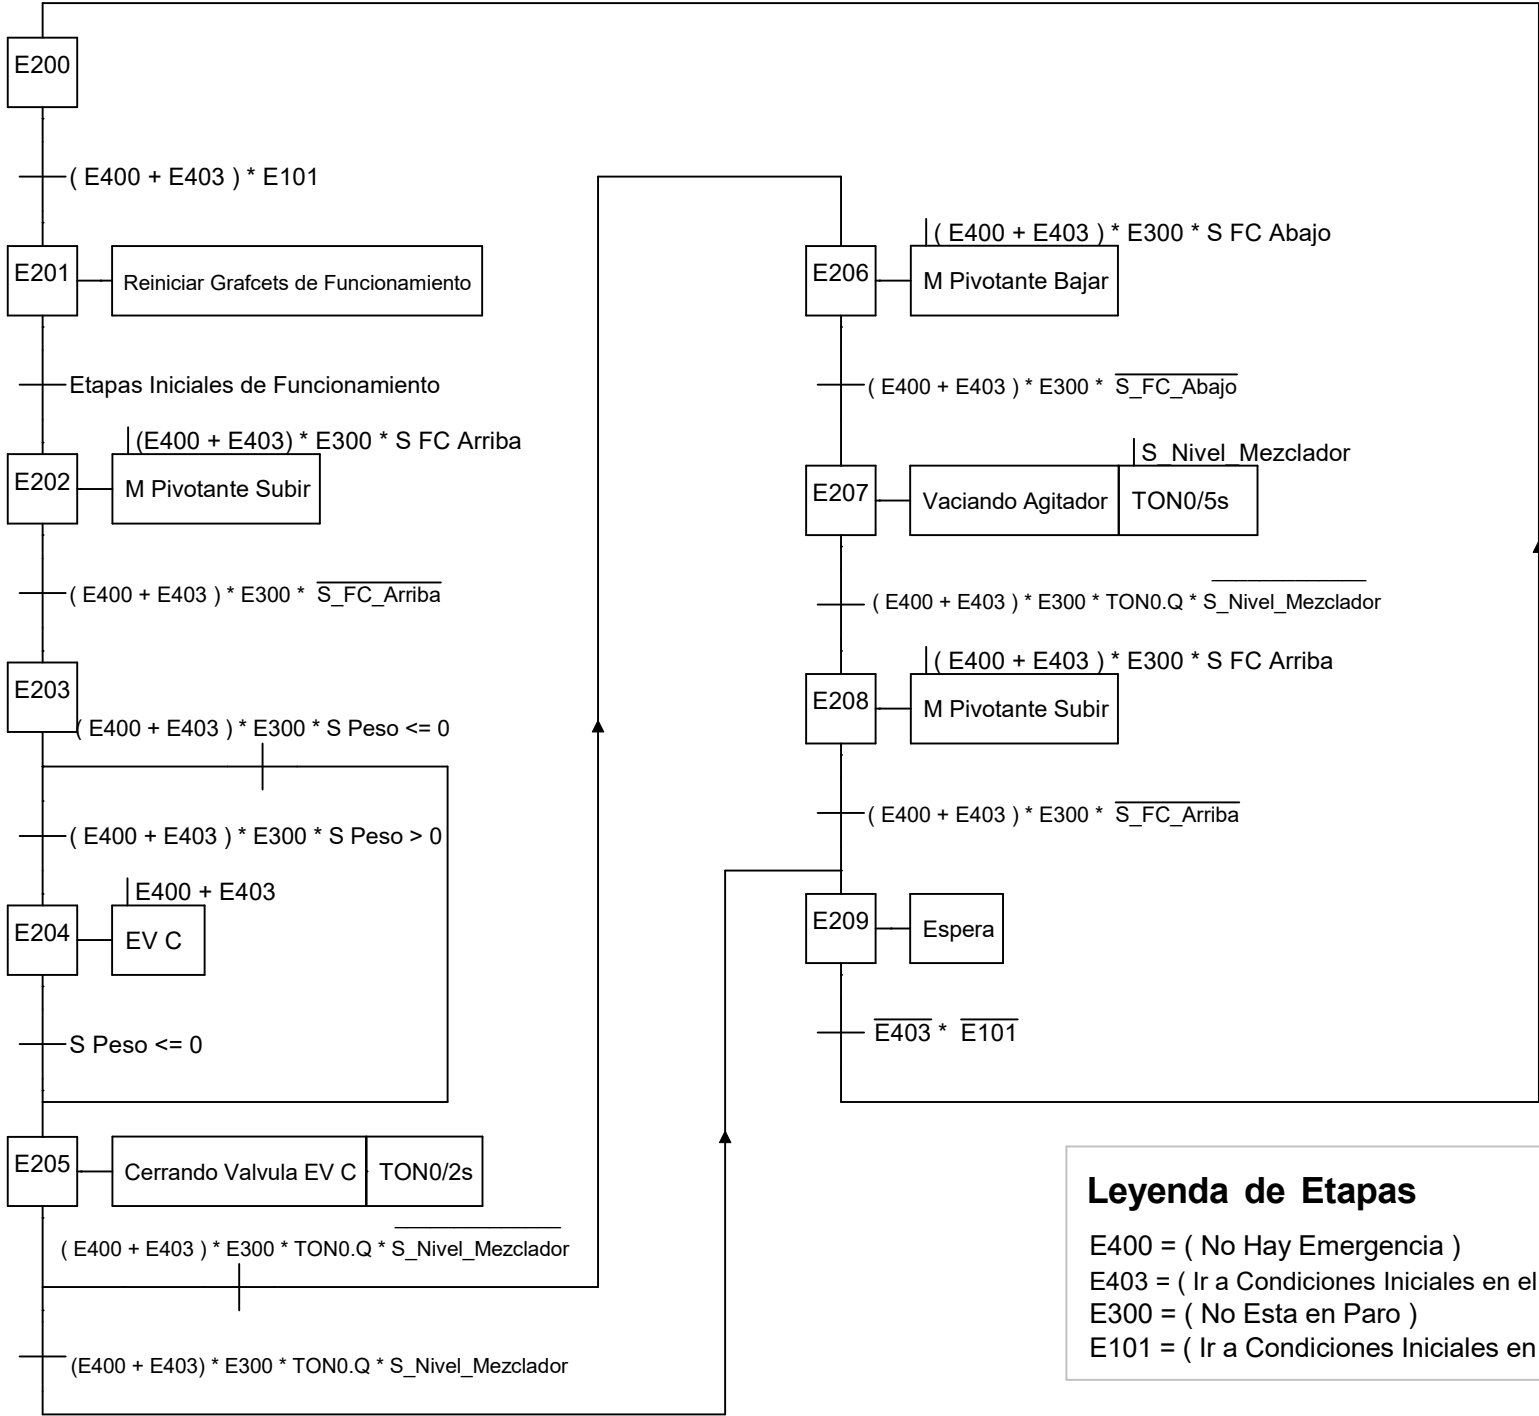 E200
( E400 + E403 ) * E101
E201
Reiniciar Grafcets de Funcionamiento
Etapas Iniciales de Funcionamiento
(E400 + E403) * E300 * S FC Arriba
E202
M Pivotante Subir
( E400 + E403 ) * E300 * S_FC_Arriba
E203
( E400 + E403 ) * E300 * S Peso <= 0
( E400 + E403 ) * E300 * S Peso > 0
E400 + E403
E204
EV C
S Peso <= 0
E205
Cerrando Valvula EV C
TON0/2s
( E400 + E403 ) * E300 * TON0.Q * S_Nivel_Mezclador
(E400 + E403) * E300 * TON0.Q * S_Nivel_Mezclador
( E400 + E403 ) * E300 * S FC Abajo
E206
M Pivotante Bajar
( E400 + E403 ) * E300 * S_FC_Abajo
S_Nivel_Mezclador
E207
Vaciando Agitador
TON0/5s
( E400 + E403 ) * E300 * TON0.Q * S_Nivel_Mezclador
( E400 + E403 ) * E300 * S FC Arriba
E208
M Pivotante Subir
( E400 + E403 ) * E300 * S_FC_Arriba
E209
Espera
E403 * E101
Leyenda de Etapas
E400 = ( No Hay Emergencia )
E403 = ( Ir a Condiciones Iniciales en el
E300 = ( No Esta en Paro )
E101 = ( Ir a Condiciones Iniciales en